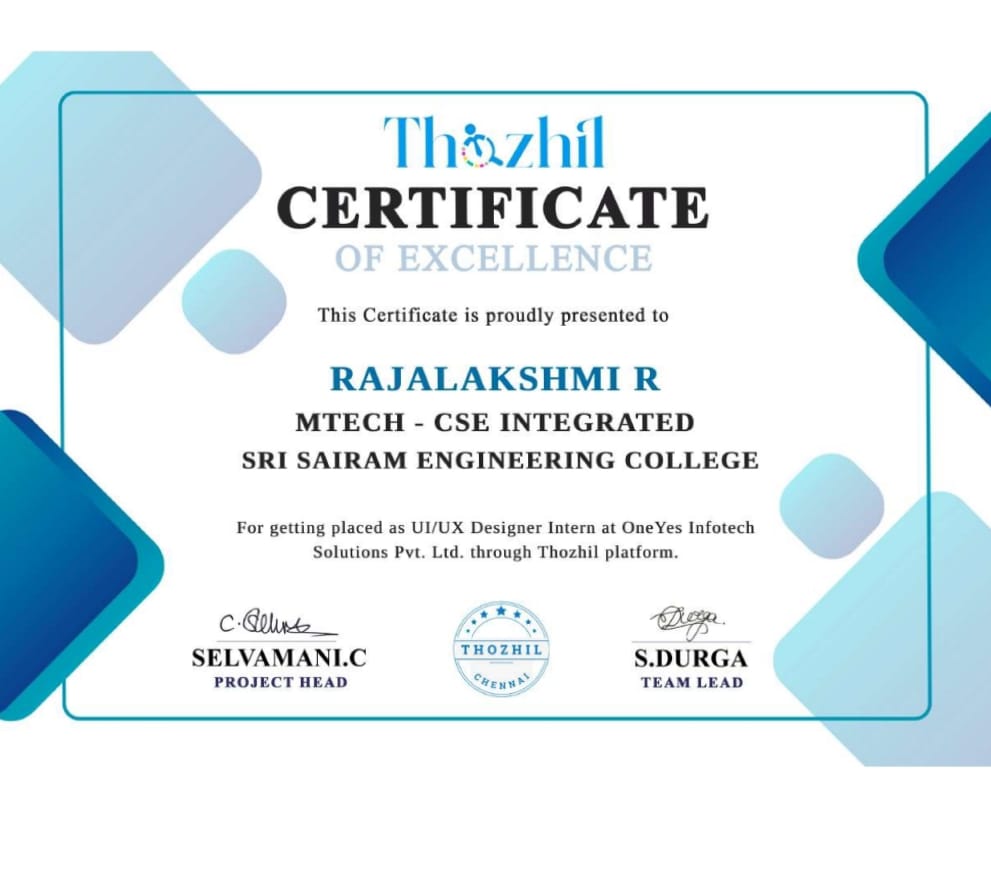 Thozhil
CERTIFICATE
OF EXCELLENCE
This Certificate is proudly presented to
RAJALAKSHMI R
MTECH - CSE INTEGRATED
SRI SAIRAM ENGINEERING COLLEGE
For getting placed as UI/UX Designer Intern at OneYes Infotech
Solutions Pvt. Ltd. through Thozhil platform.
SELVAMANI.C
PROJECT HEAD
THOZHIL
CHENNAI
Durga
S.DURGA
TEAM LEAD